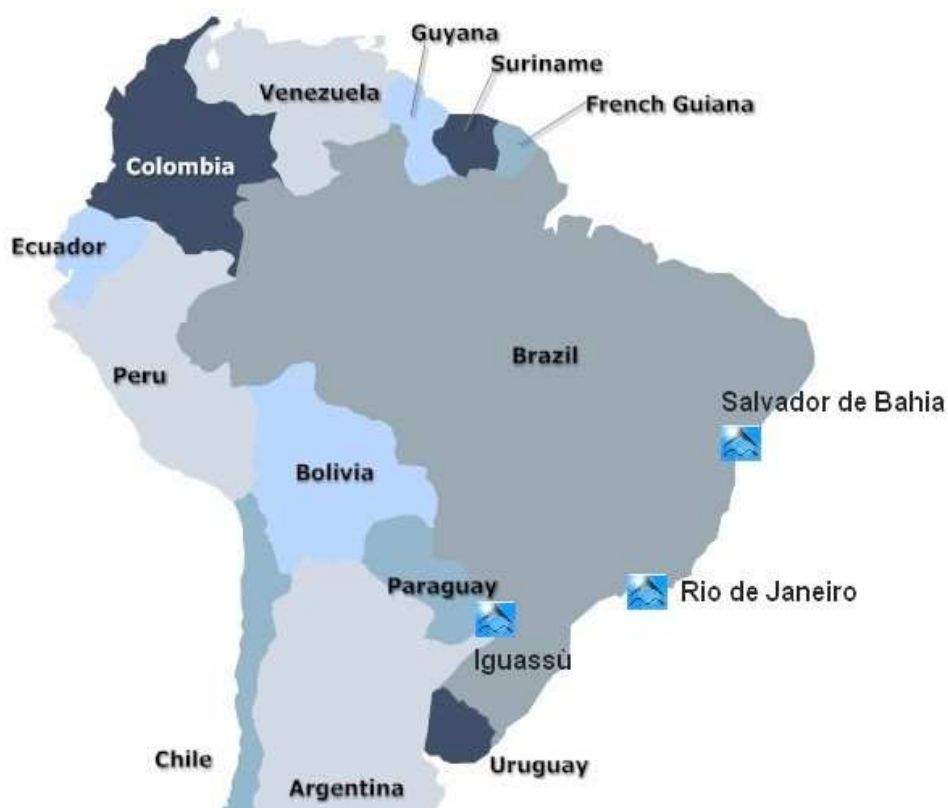 Guyana
Suriname
Venezuela
French Guiana
Colombia
Ecuador
Brazil
Peru
Salvador de Bahia
Bolivia
Paraguay
Rio de Janeiro
Iguassù
Chile
Uruguay
Argentina